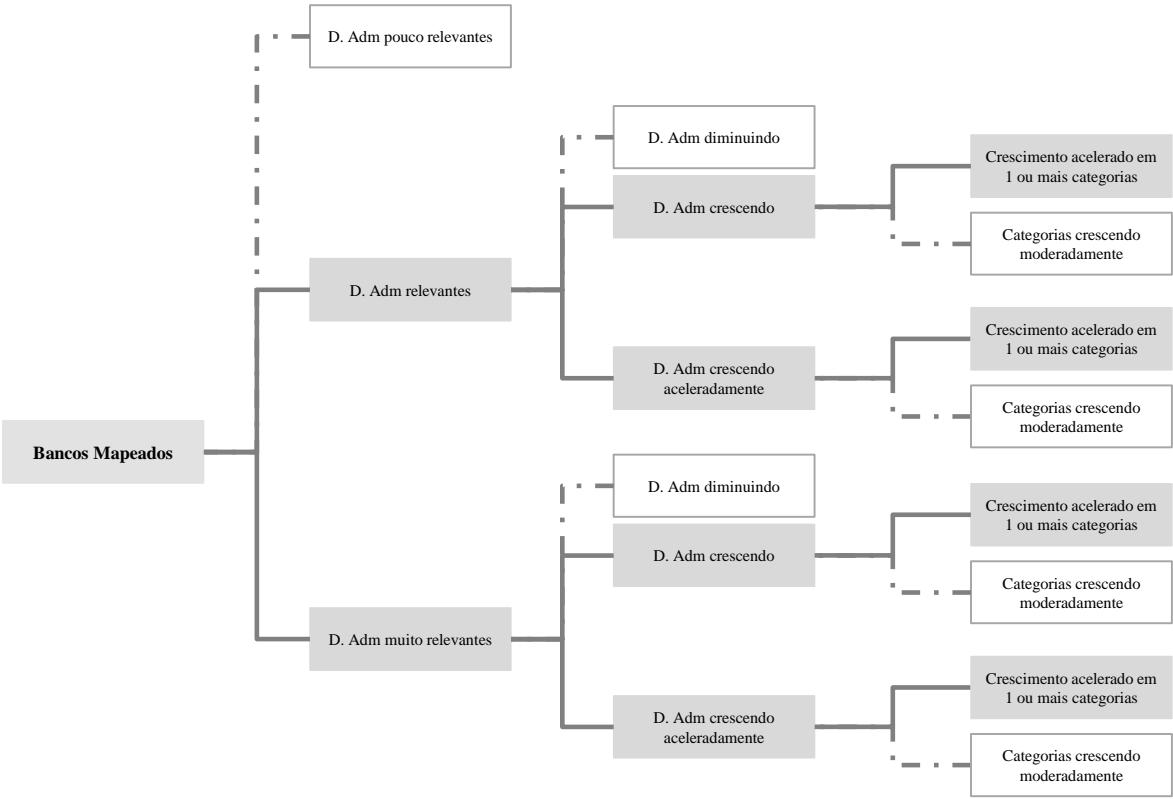 D. Adm pouco relevantes
D. Adm diminuindo
Crescimento acelerado em
1 ou mais categorias
D. Adm crescendo
Categorias crescendo
moderadamente
D. Adm relevantes
Crescimento acelerado em
1 ou mais categorias
D. Adm crescendo
aceleradamente
Categorias crescendo
moderadamente
Bancos Mapeados
D. Adm diminuindo
Crescimento acelerado em
1 ou mais categorias
D. Adm crescendo
Categorias crescendo
moderadamente
D. Adm muito relevantes
Crescimento acelerado em
1 ou mais categorias
D. Adm crescendo
aceleradamente
Categorias crescendo
moderadamente